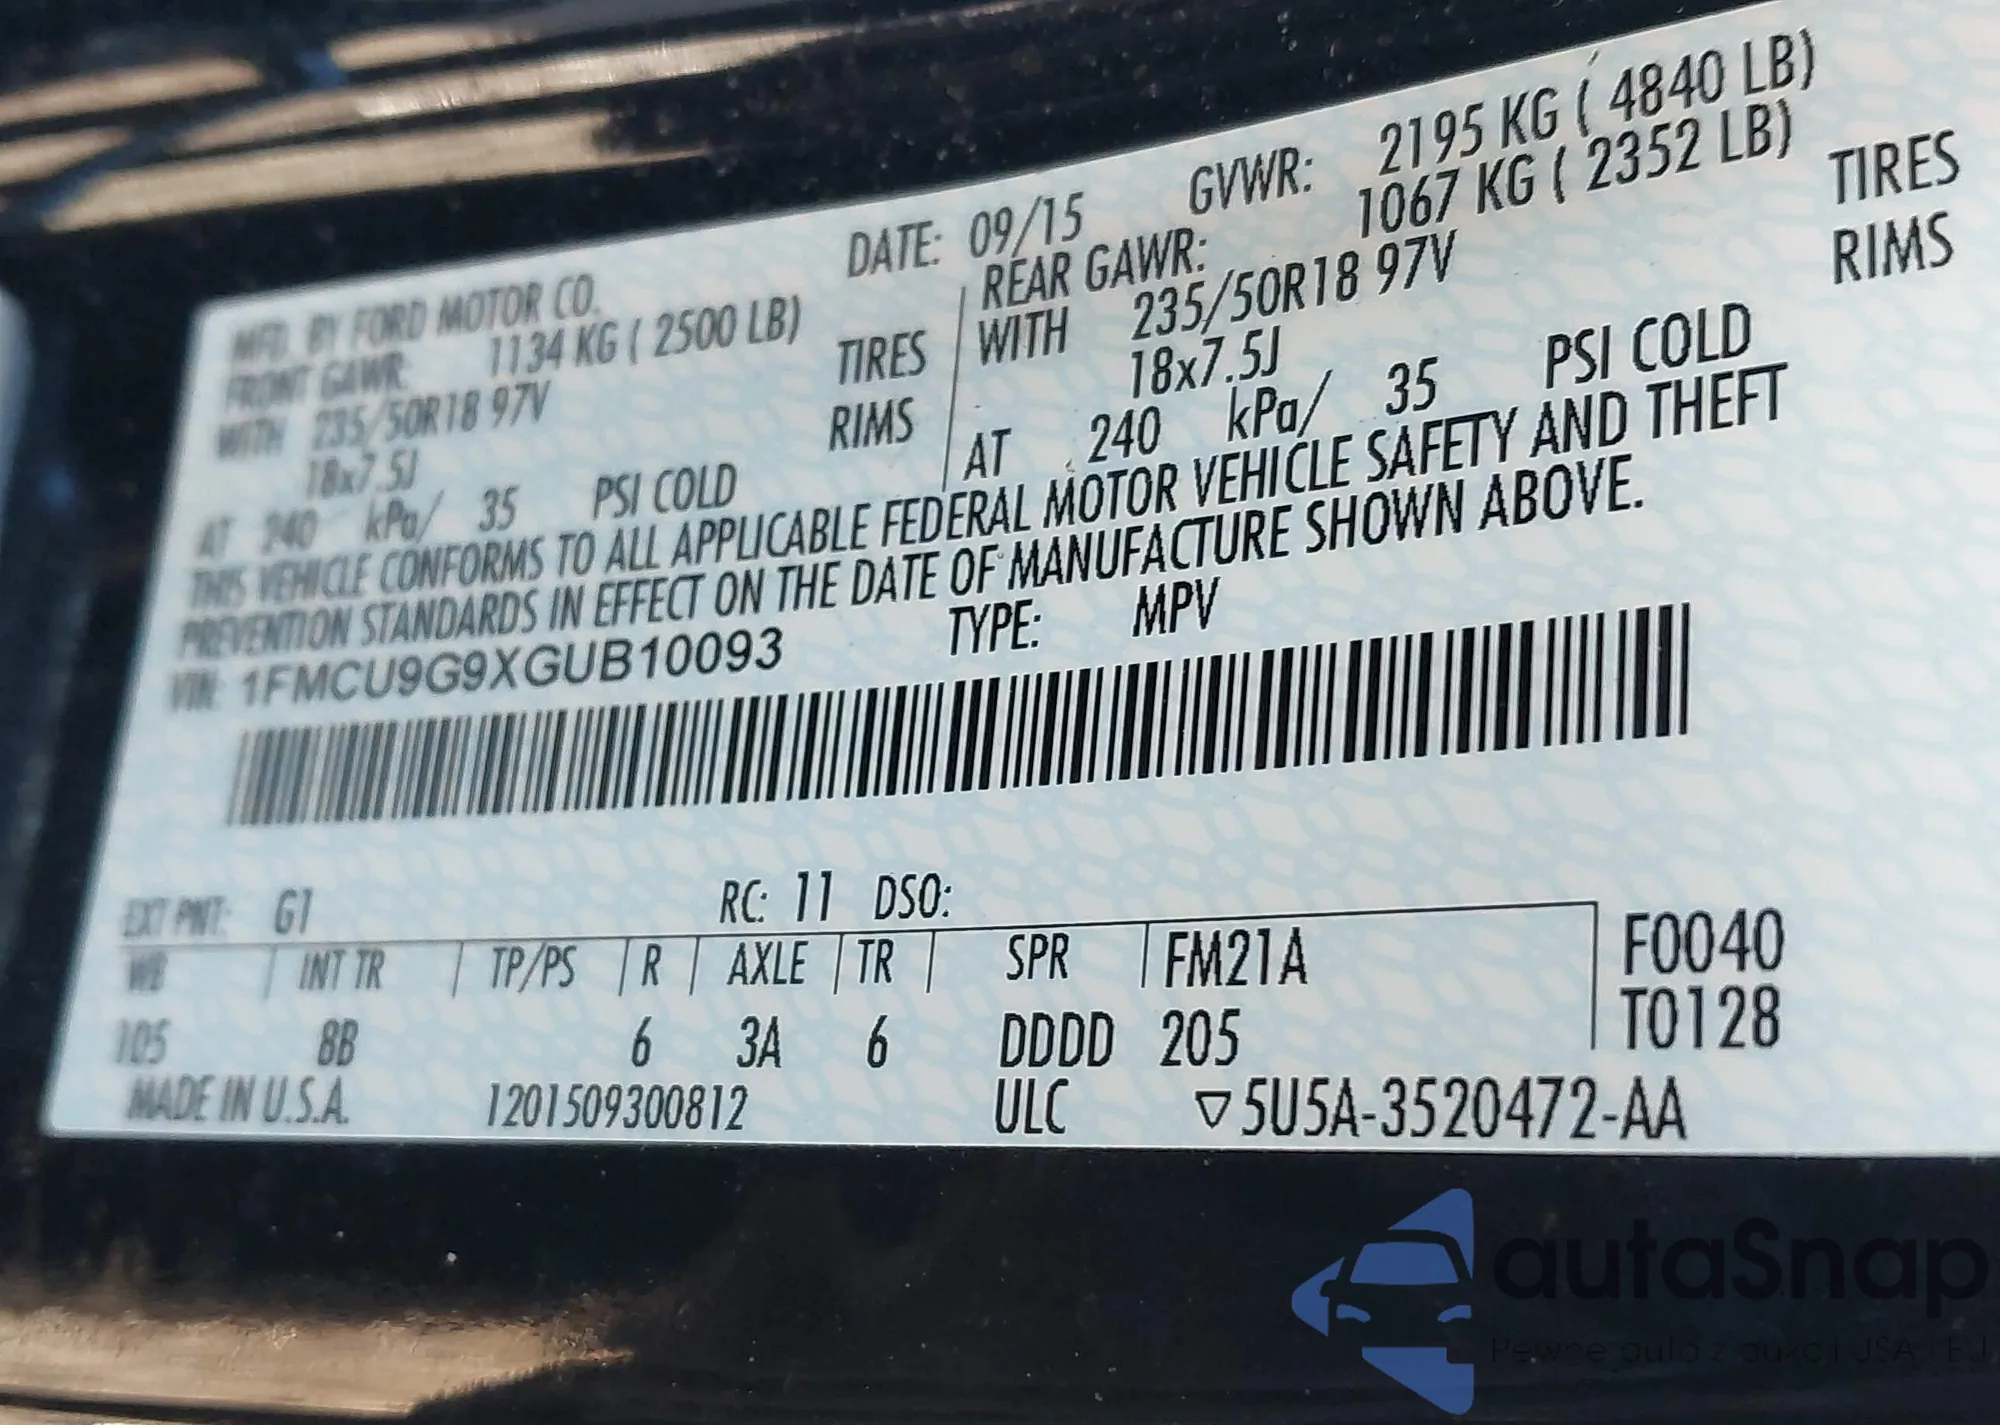 MFD. BY FORD MOTOR CO. DATE: 09/15 GVWR: 2195 KG ( 4840 LB)
FRONT GAWR: 1134 KG ( 2500 LB) REAR GAWR: 1067 KG ( 2352 LB)
WITH 235/50R18 97V TIRES WITH 235/50R18 97V TIRES
18x7.5J RIMS 18x7.5J RIMS
AT 240 kPa/ 35 PSI COLD AT 240 kPa/ 35 PSI COLD
THIS VEHICLE CONFORMS TO ALL APPLICABLE FEDERAL MOTOR VEHICLE SAFETY AND THEFT
PREVENTION STANDARDS IN EFFECT ON THE DATE OF MANUFACTURE SHOWN ABOVE.
VIN: 1FMCU9G9XGUB10093 TYPE: MPV
EXT PNT: G1 RC: 11 DSO:
WB INT TR TP/PS R AXLE TR SPR FM21A F0040
105 8B 6 3A 6 DDDD 205 T0128
MADE IN U.S.A. 1201509300812 ULC ▽5U5A-3520472-AA
autaSnap
Pewne auta z aukcji USA i EU